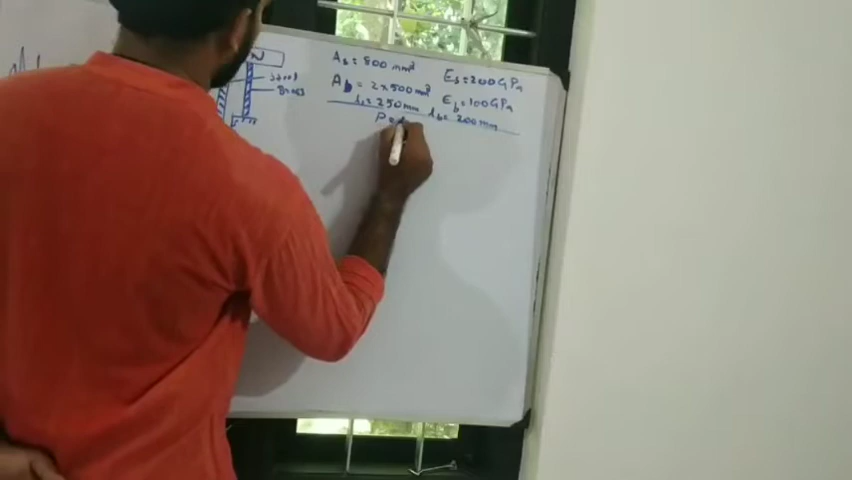 As = 500 mm²
Es = 200 GPa
Ab = 2×500 mm²
Eb = 100 GPa
ls = 250 mm
lb = 200 mm
Steel
Brass